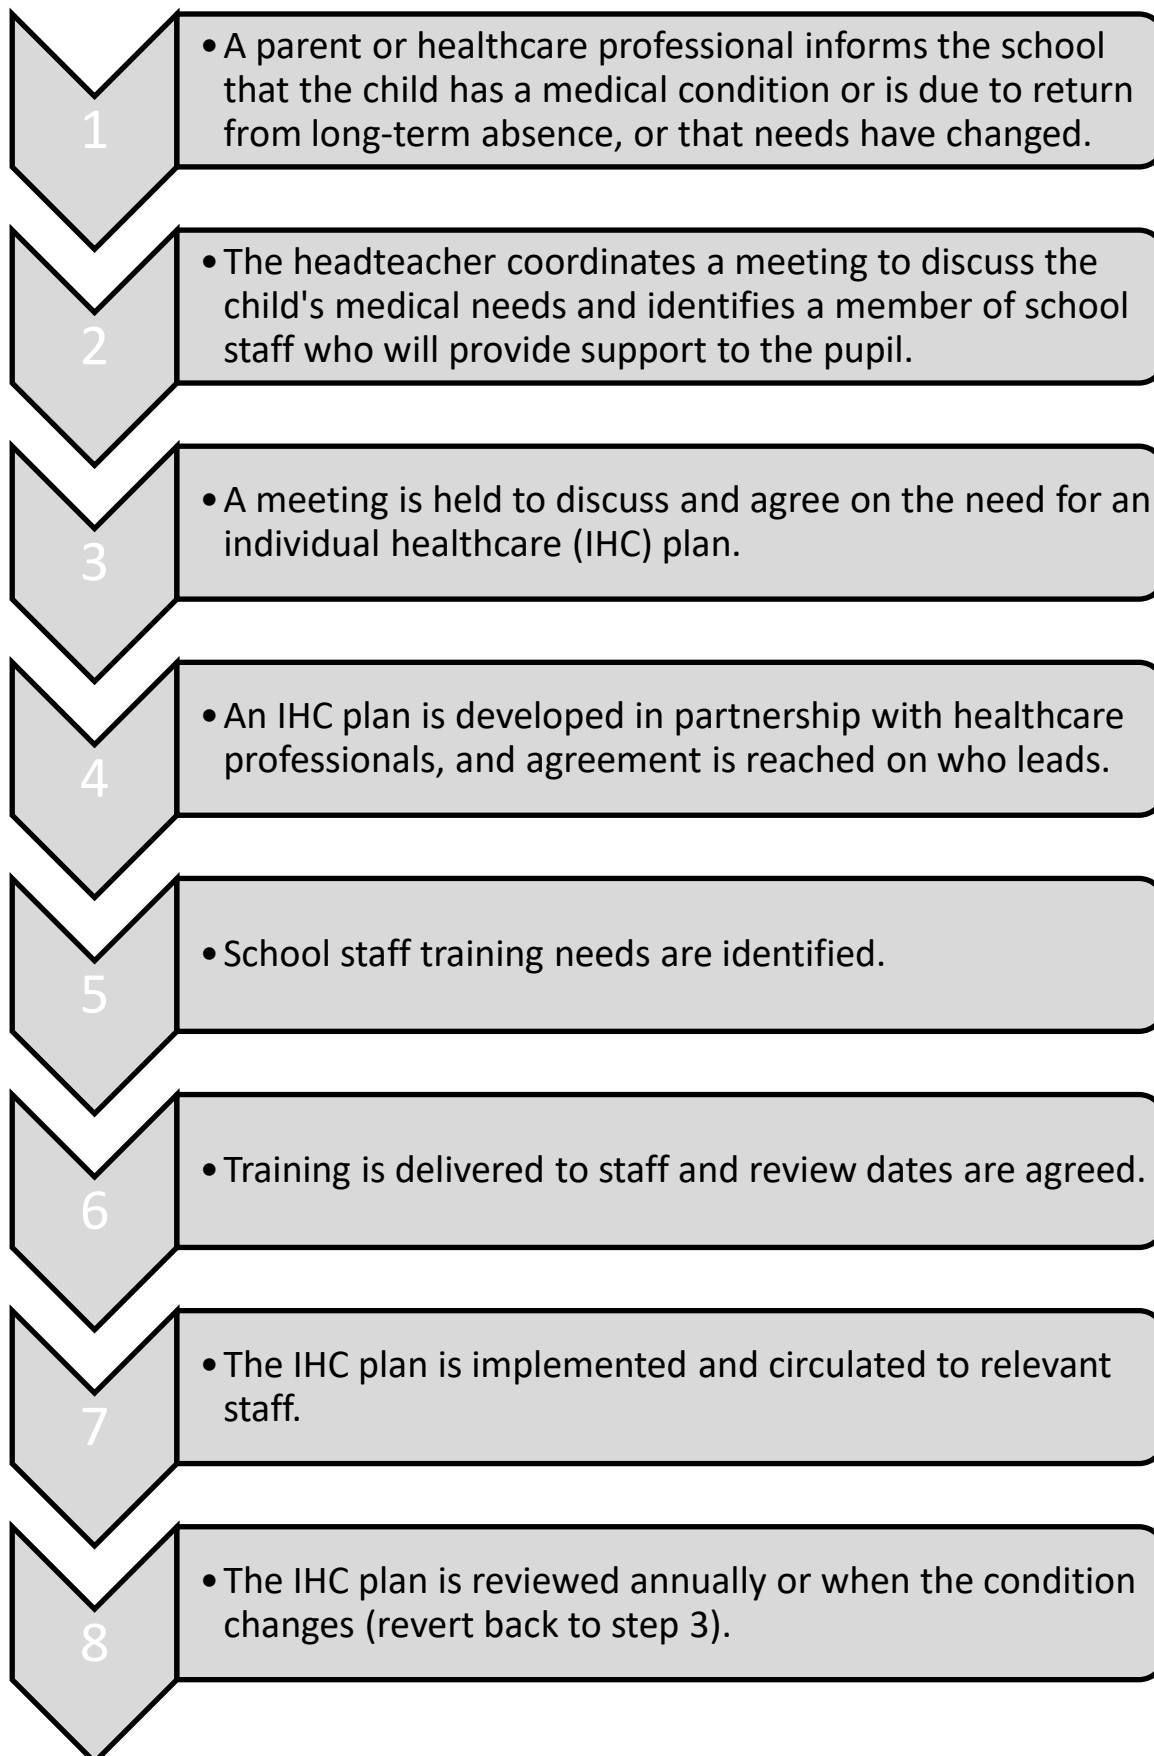 1
• A parent or healthcare professional informs the school
that the child has a medical condition or is due to return
from long-term absence, or that needs have changed.
2
• The headteacher coordinates a meeting to discuss the
child's medical needs and identifies a member of school
staff who will provide support to the pupil.
3
• A meeting is held to discuss and agree on the need for an
individual healthcare (IHC) plan.
4
• An IHC plan is developed in partnership with healthcare
professionals, and agreement is reached on who leads.
5
• School staff training needs are identified.
6
• Training is delivered to staff and review dates are agreed.
7
• The IHC plan is implemented and circulated to relevant
staff.
8
• The IHC plan is reviewed annually or when the condition
changes (revert back to step 3).